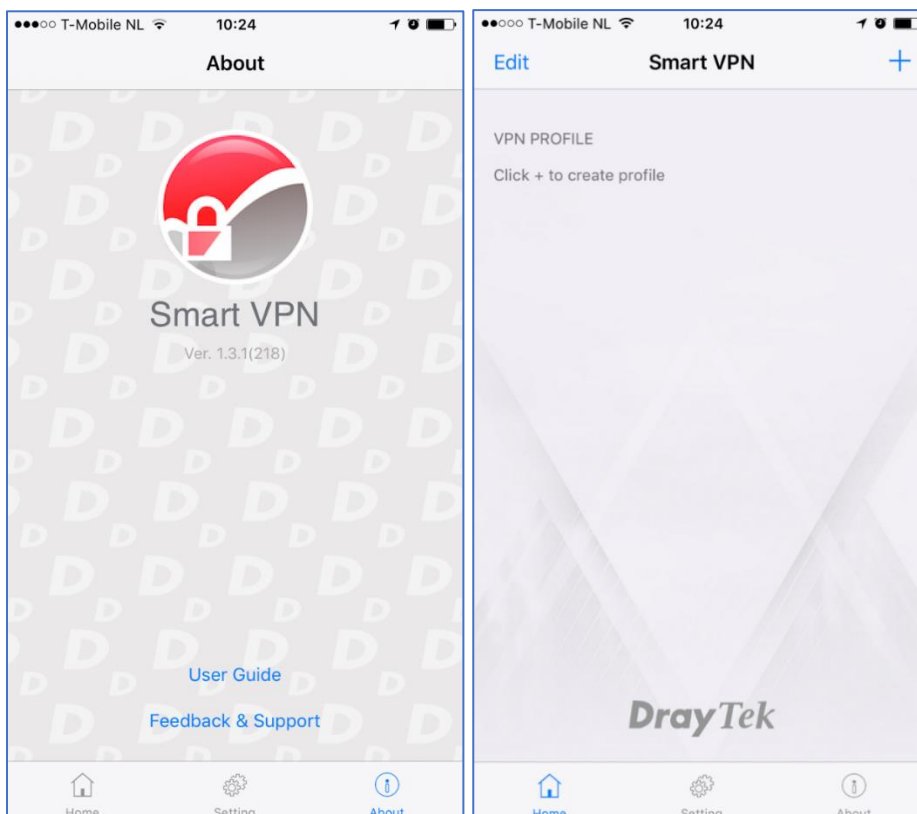 T-Mobile NL 10:24
About
Smart VPN
Ver. 1.3.1(218)
User Guide
Feedback & Support
Home Setting About
T-Mobile NL 10:24
Edit Smart VPN +
VPN PROFILE
Click + to create profile
DrayTek
Home Setting About